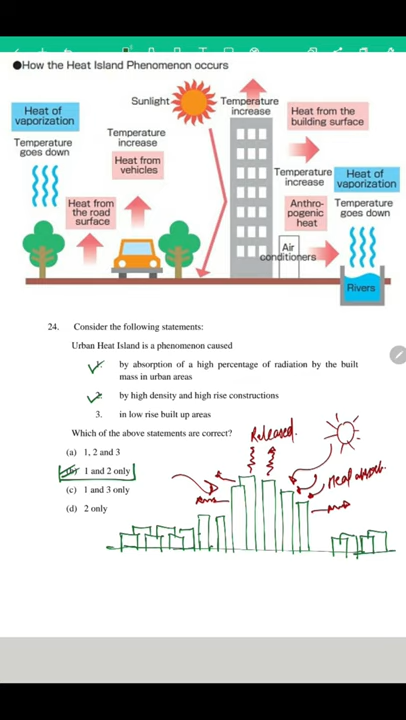 ●How the Heat Island Phenomenon occurs
Sunlight
Temperature
increase
Heat from the
building surface
Heat of
vaporization
Temperature
goes down
Temperature
increase
Heat from
vehicles
Heat from
the road
surface
Temperature
increase
Heat of
vaporization
Anthro-
pogenic
heat
Temperature
goes down
Air
conditioners
Rivers
24. Consider the following statements:
Urban Heat Island is a phenomenon caused
1. by absorption of a high percentage of radiation by the built
mass in urban areas
2. by high density and high rise constructions
3. in low rise built up areas
Which of the above statements are correct?
(a) 1, 2 and 3
(b) 1 and 2 only
(c) 1 and 3 only
(d) 2 only
Released.
Heat absorb.